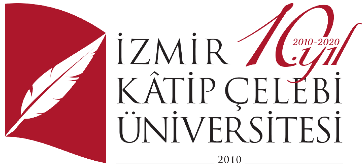 İZMİR 10.yıl
2010-2020
KÂTİP ÇELEBİ
ÜNİVERSİTESİ
2010